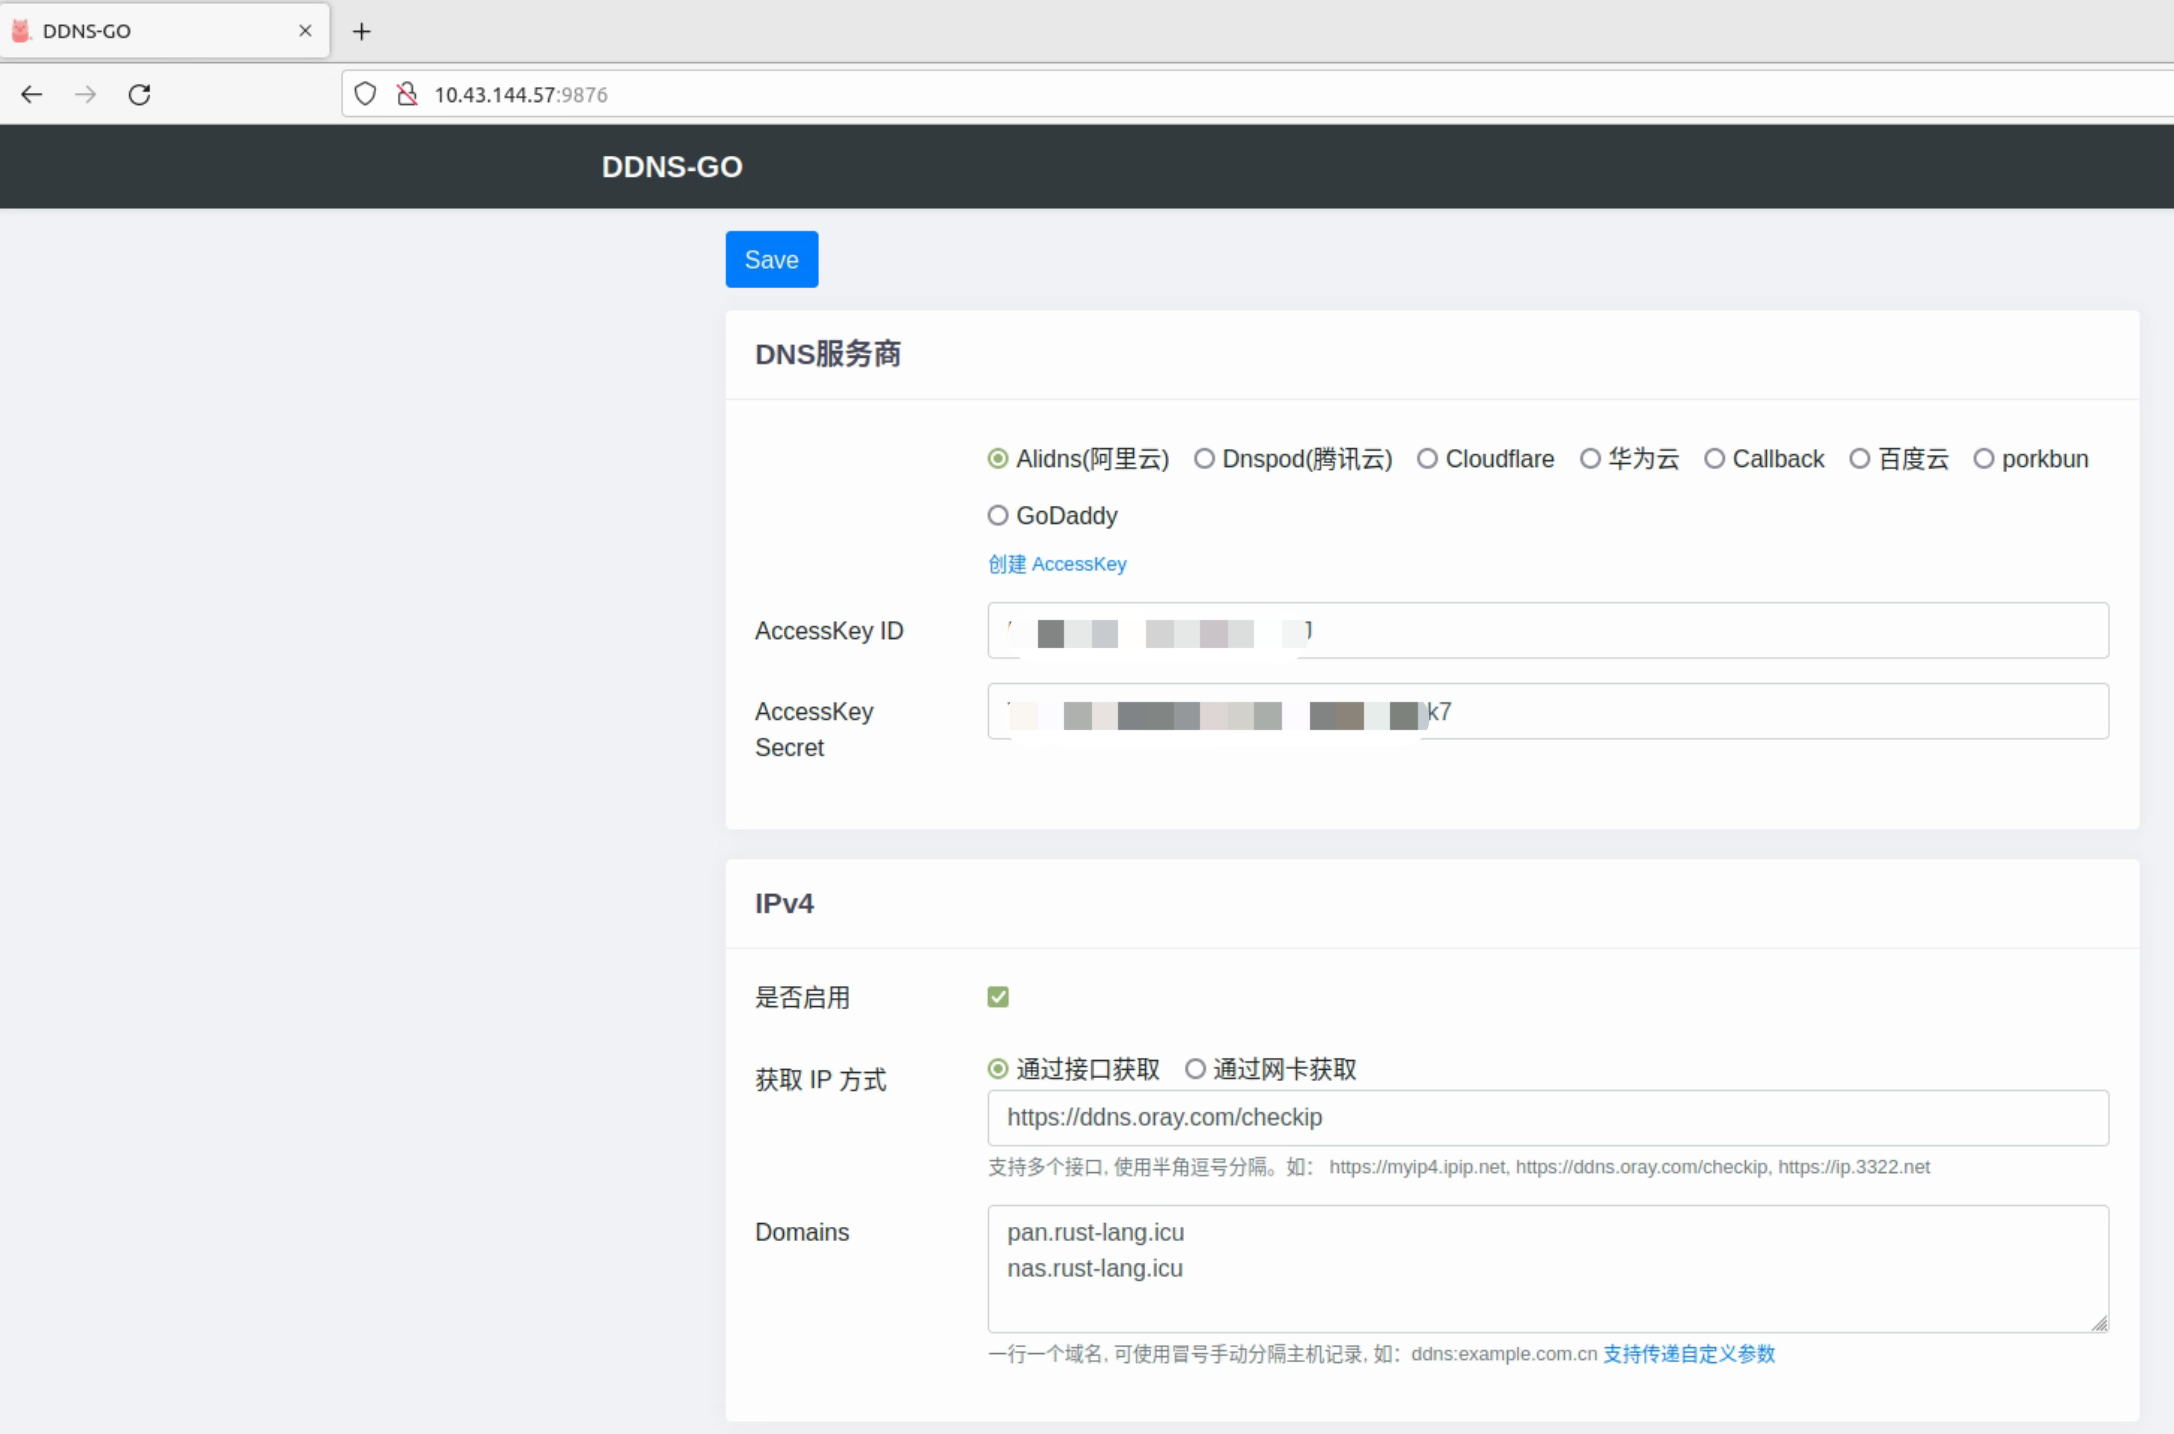 DDNS-GO
10.43.144.57:9876
DDNS-GO
Save
DNS服务商
Alidns(阿里云) Dnspod(腾讯云) Cloudflare 华为云 Callback 百度云 porkbun
GoDaddy
创建 AccessKey
AccessKey ID
AccessKey
Secret
k7
IPv4
是否启用
获取 IP 方式
通过接口获取 通过网卡获取
https://ddns.oray.com/checkip
支持多个接口, 使用半角逗号分隔。如： https://myip4.ipip.net, https://ddns.oray.com/checkip, https://ip.3322.net
Domains
pan.rust-lang.icu
nas.rust-lang.icu
一行一个域名, 可使用冒号手动分隔主机记录, 如：ddns:example.com.cn 支持传递自定义参数